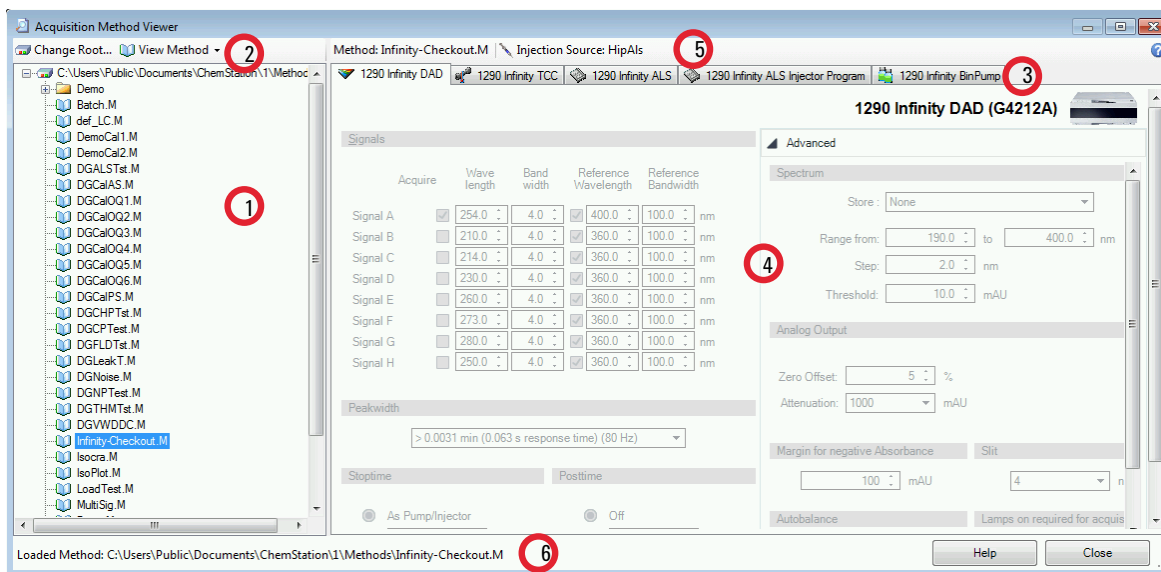 Acquisition Method Viewer
Change Root... View Method
2
Method: Infinity-Checkout.M Injection Source: HipAls
5
C:\Users\Public\Documents\ChemStation\1\Methoc
Demo
Batch.M
def_LC.M
DemoCal1.M
DemoCal2.M
DGALSTst.M
DGCalAS.M
DGCalOQ1.M
DGCalOQ2.M
DGCalOQ3.M
DGCalOQ4.M
DGCalOQ5.M
DGCalOQ6.M
DGCalPS.M
DGCHPTst.M
DGCPTest.M
DGFLDTst.M
DGLeakT.M
DGNoise.M
DGNPTest.M
DGTHMTst.M
DGVWDDC.M
Infinity-Checkout.M
Isocra.M
IsoPlot.M
LoadTest.M
MultiSig.M
1
1290 Infinity DAD 1290 Infinity TCC 1290 Infinity ALS 1290 Infinity ALS Injector Program 1290 Infinity BinPump
3
1290 Infinity DAD (G4212A)
Signals
Acquire Wave length Band width Reference Wavelength Reference Bandwidth
Signal A 254.0 4.0 400.0 100.0 nm
Signal B 210.0 4.0 360.0 100.0 nm
Signal C 214.0 4.0 360.0 100.0 nm
Signal D 230.0 4.0 360.0 100.0 nm
Signal E 260.0 4.0 360.0 100.0 nm
Signal F 273.0 4.0 360.0 100.0 nm
Signal G 280.0 4.0 360.0 100.0 nm
Signal H 250.0 4.0 360.0 100.0 nm
Peakwidth
> 0.0031 min (0.063 s response time) (80 Hz)
Stoptime Posttime
As Pump/Injector Off
4
Advanced
Spectrum
Store : None
Range from: 190.0 to 400.0 nm
Step: 2.0 nm
Threshold: 10.0 mAU
Analog Output
Zero Offset: 5 %
Attenuation: 1000 mAU
Margin for negative Absorbance Slit
100 mAU 4 n
Autobalance Lamps on required for acquis
Loaded Method: C:\Users\Public\Documents\ChemStation\1\Methods\Infinity-Checkout.M
6
Help Close